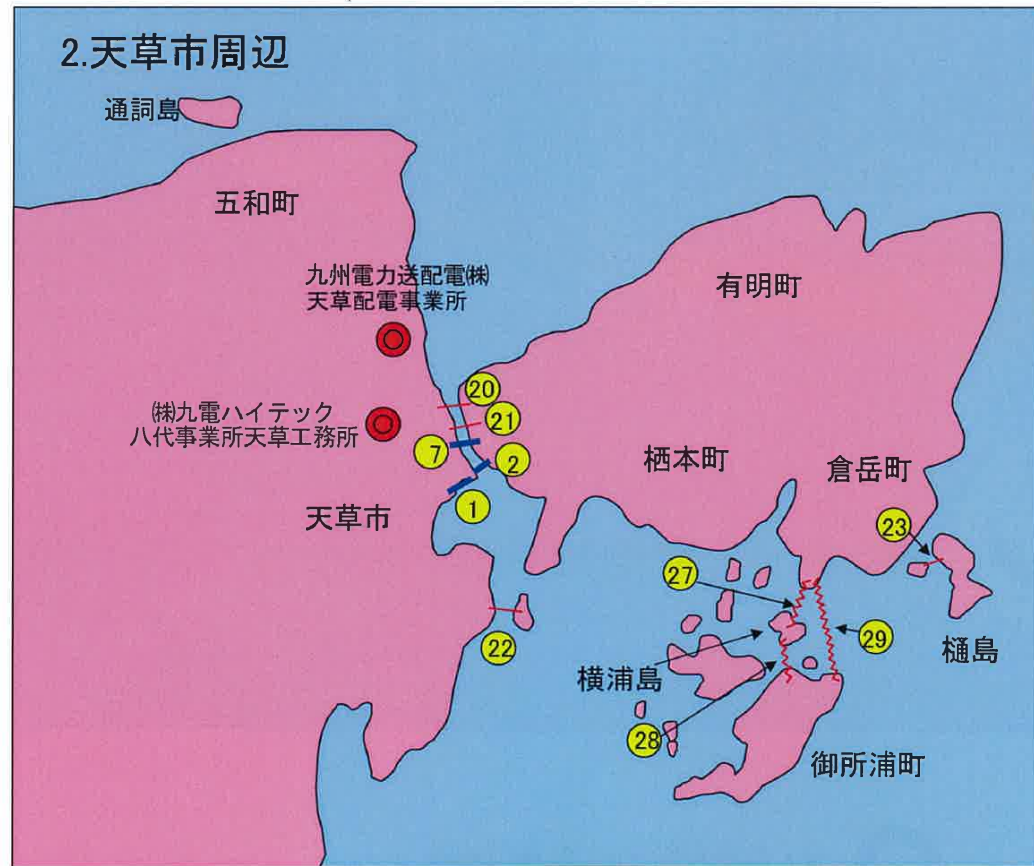 2.天草市周辺
通詞島
五和町
九州電力送配電㈱
天草配電事業所
有明町
㈱九電ハイテック
八代事業所天草工務所
20
21
7
2
1
栖本町
倉岳町
天草市
23
27
22
29
樋島
横浦島
28
御所浦町